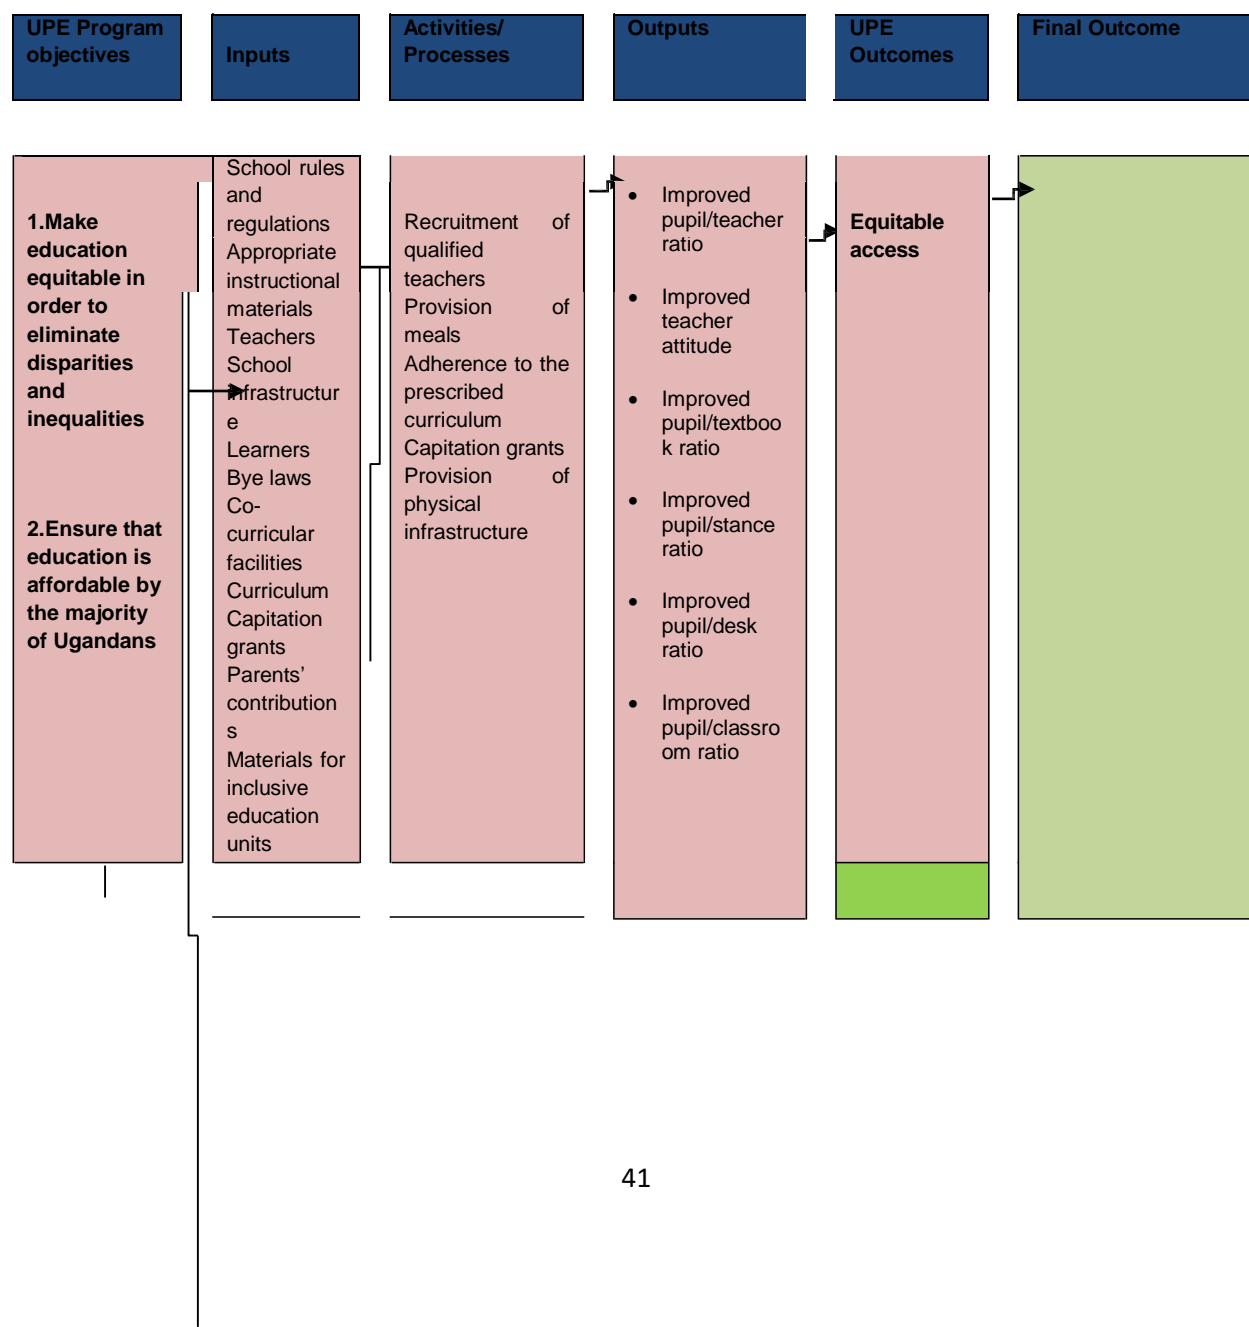 UPE Program
objectives
Inputs
Activities/
Processes
Outputs
UPE
Outcomes
Final Outcome
1.Make
education
equitable in
order to
eliminate
disparities
and
inequalities
2.Ensure that
education is
affordable by
the majority
of Ugandans
School rules
and
regulations
Appropriate
instructional
materials
Teachers
School
infrastructur
e
Learners
Bye laws
Co-
curricular
facilities
Curriculum
Capitation
grants
Parents’
contribution
s
Materials for
inclusive
education
units
Recruitment of
qualified
teachers
Provision of
meals
Adherence to the
prescribed
curriculum
Capitation grants
Provision of
physical
infrastructure
• Improved
pupil/teacher
ratio
• Improved
teacher
attitude
• Improved
pupil/textboo
k ratio
• Improved
pupil/stance
ratio
• Improved
pupil/desk
ratio
• Improved
pupil/classro
om ratio
Equitable
access
41